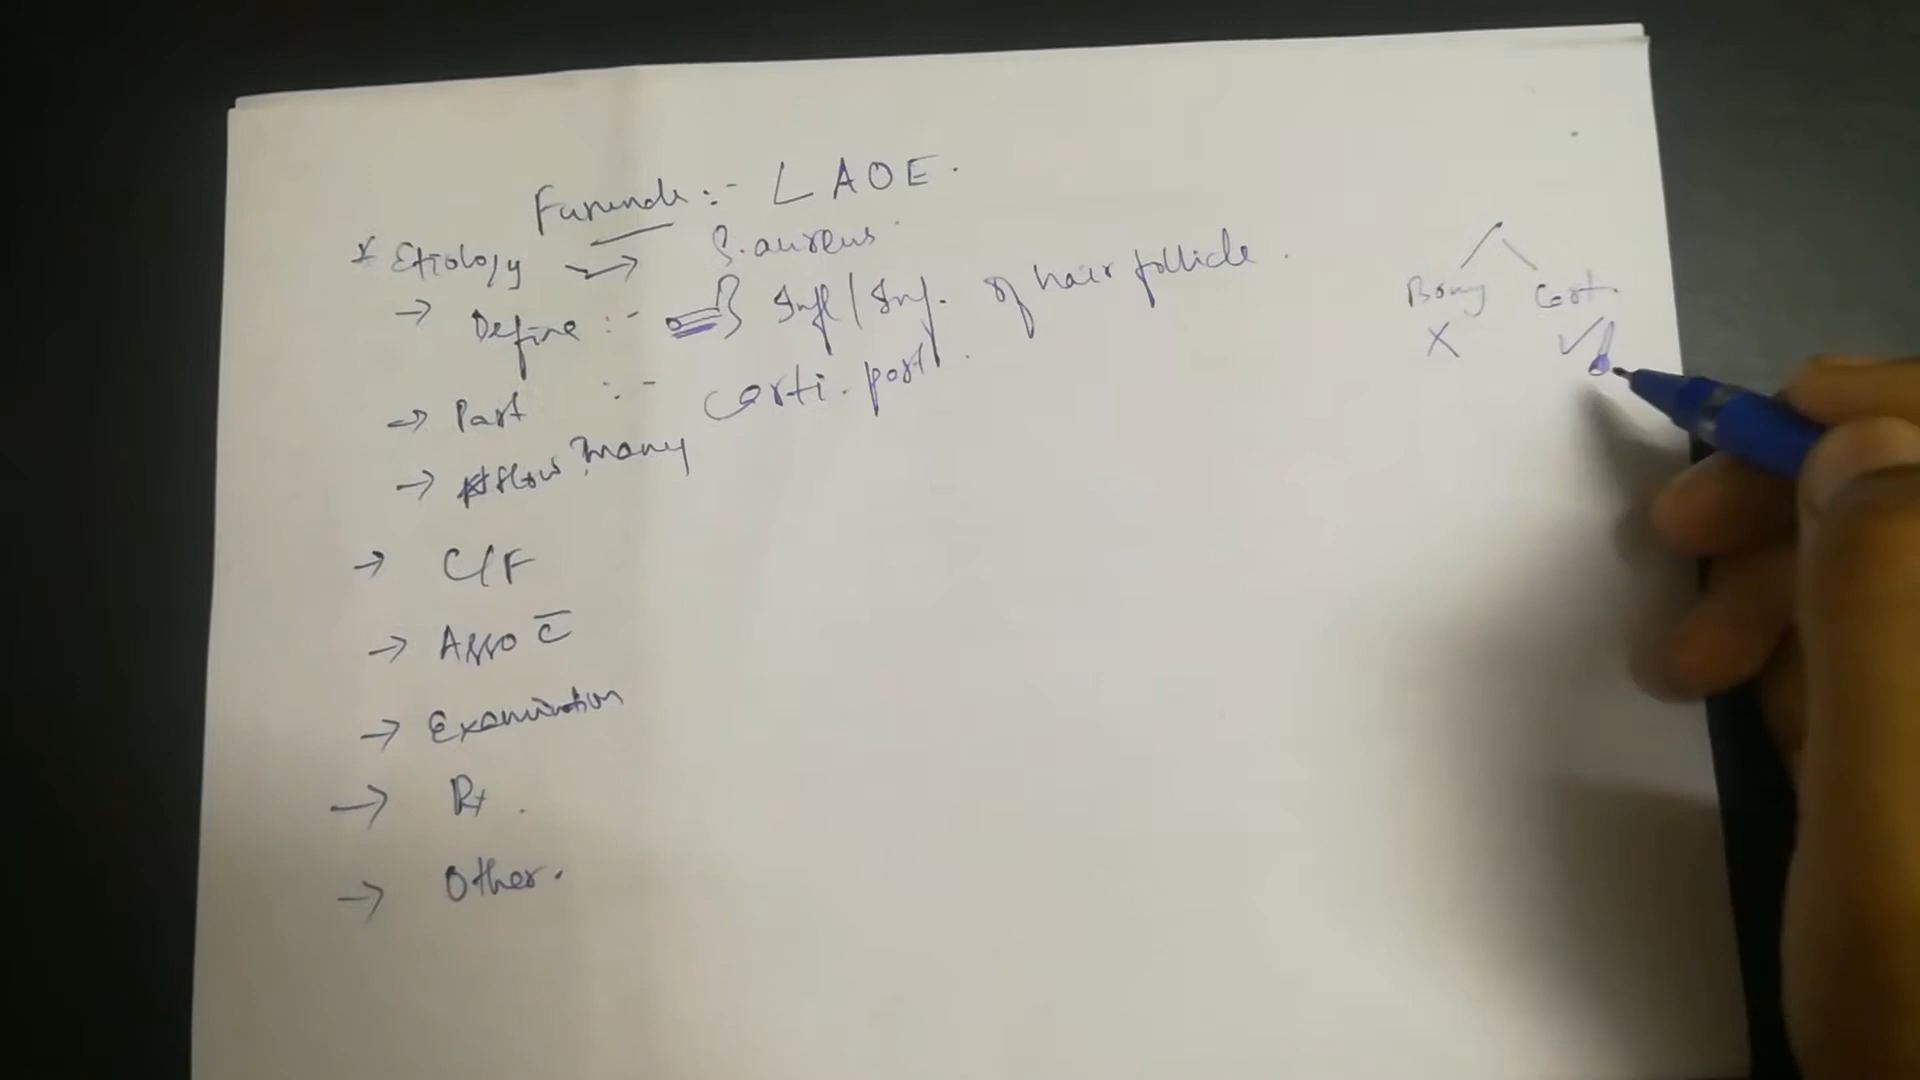 Furuncle :- LAOE.
* Etiology → S. aureus
→ Define :- Infl/Inf. of hair follicle.
→ Part :- Carti. part.
→ How many
→ C/F
→ Asso c̅
→ Examination
→ Rx.
→ Other.
Bony Cart.
X ✓